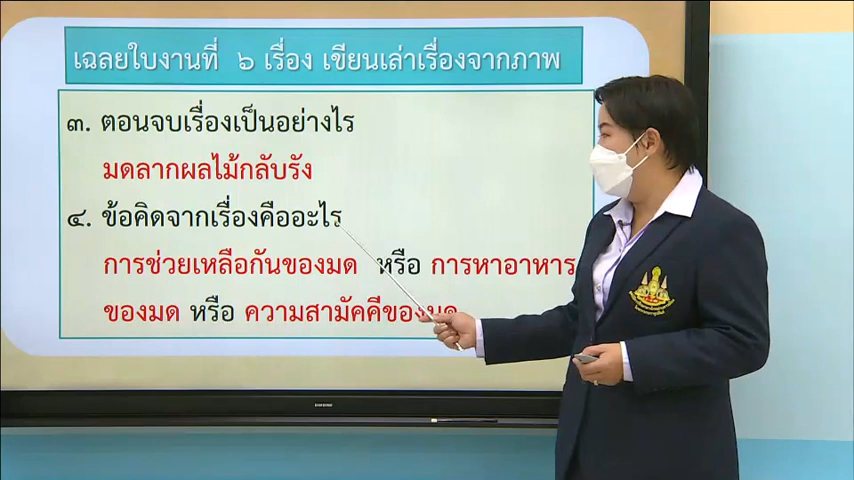 เฉลยใบงานที่ ๖ เรื่อง เขียนเล่าเรื่องจากภาพ
๓. ตอนจบเรื่องเป็นอย่างไร
มดลากผลไม้กลับรัง
๔. ข้อคิดจากเรื่องคืออะไร
การช่วยเหลือกันของมด หรือ การหาอาหาร
ของมด หรือ ความสามัคคีของมด
SAMSUNG